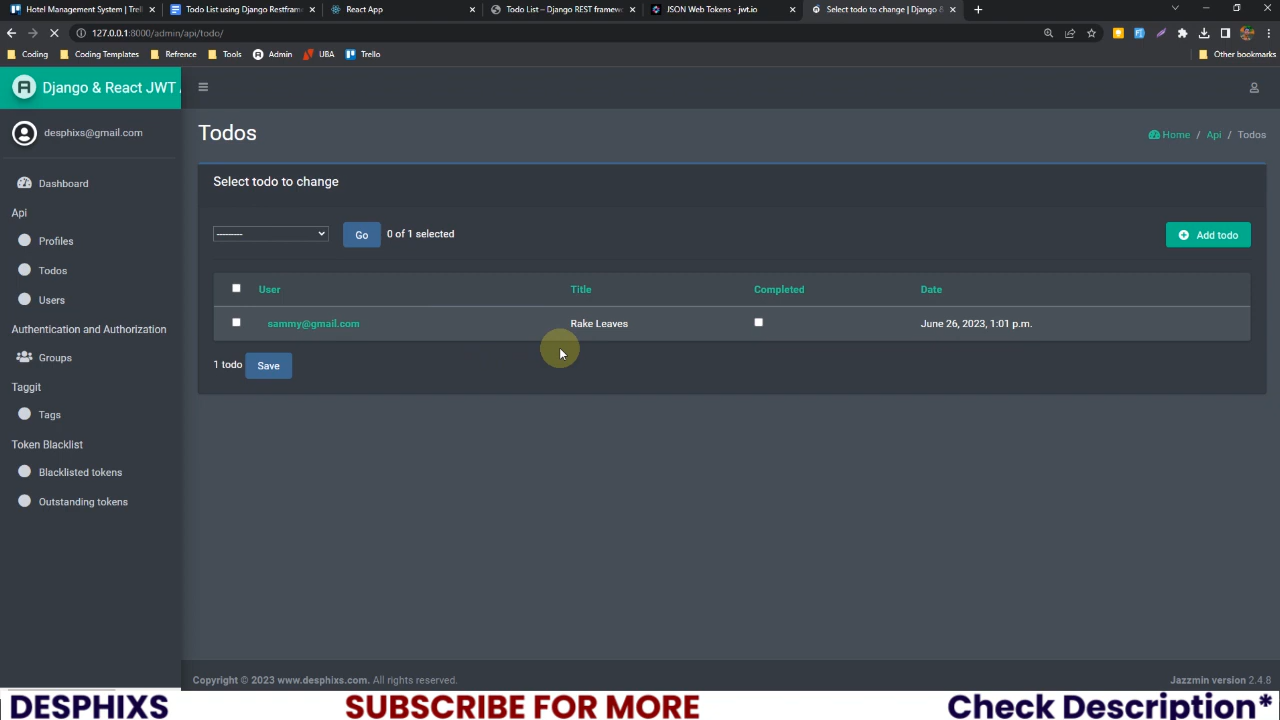 Hotel Management System | Trell
Todo List using Django Restframe
React App
Todo List – Django REST framew
JSON Web Tokens - jwt.io
Select todo to change | Django &
127.0.0.1:8000/admin/api/todo/
Coding
Coding Templates
Refrence
Tools
Admin
UBA
Trello
Other bookmarks
Django & React JWT
desphixs@gmail.com
Dashboard
Api
Profiles
Todos
Users
Authentication and Authorization
Groups
Taggit
Tags
Token Blacklist
Blacklisted tokens
Outstanding tokens
Todos
Home / Api / Todos
Select todo to change
---------
Go
0 of 1 selected
Add todo
User Title Completed Date
sammy@gmail.com Rake Leaves June 26, 2023, 1:01 p.m.
1 todo
Save
Copyright © 2023 www.desphixs.com. All rights reserved.
Jazzmin version 2.4.8
DESPHIXS SUBSCRIBE FOR MORE Check Description*